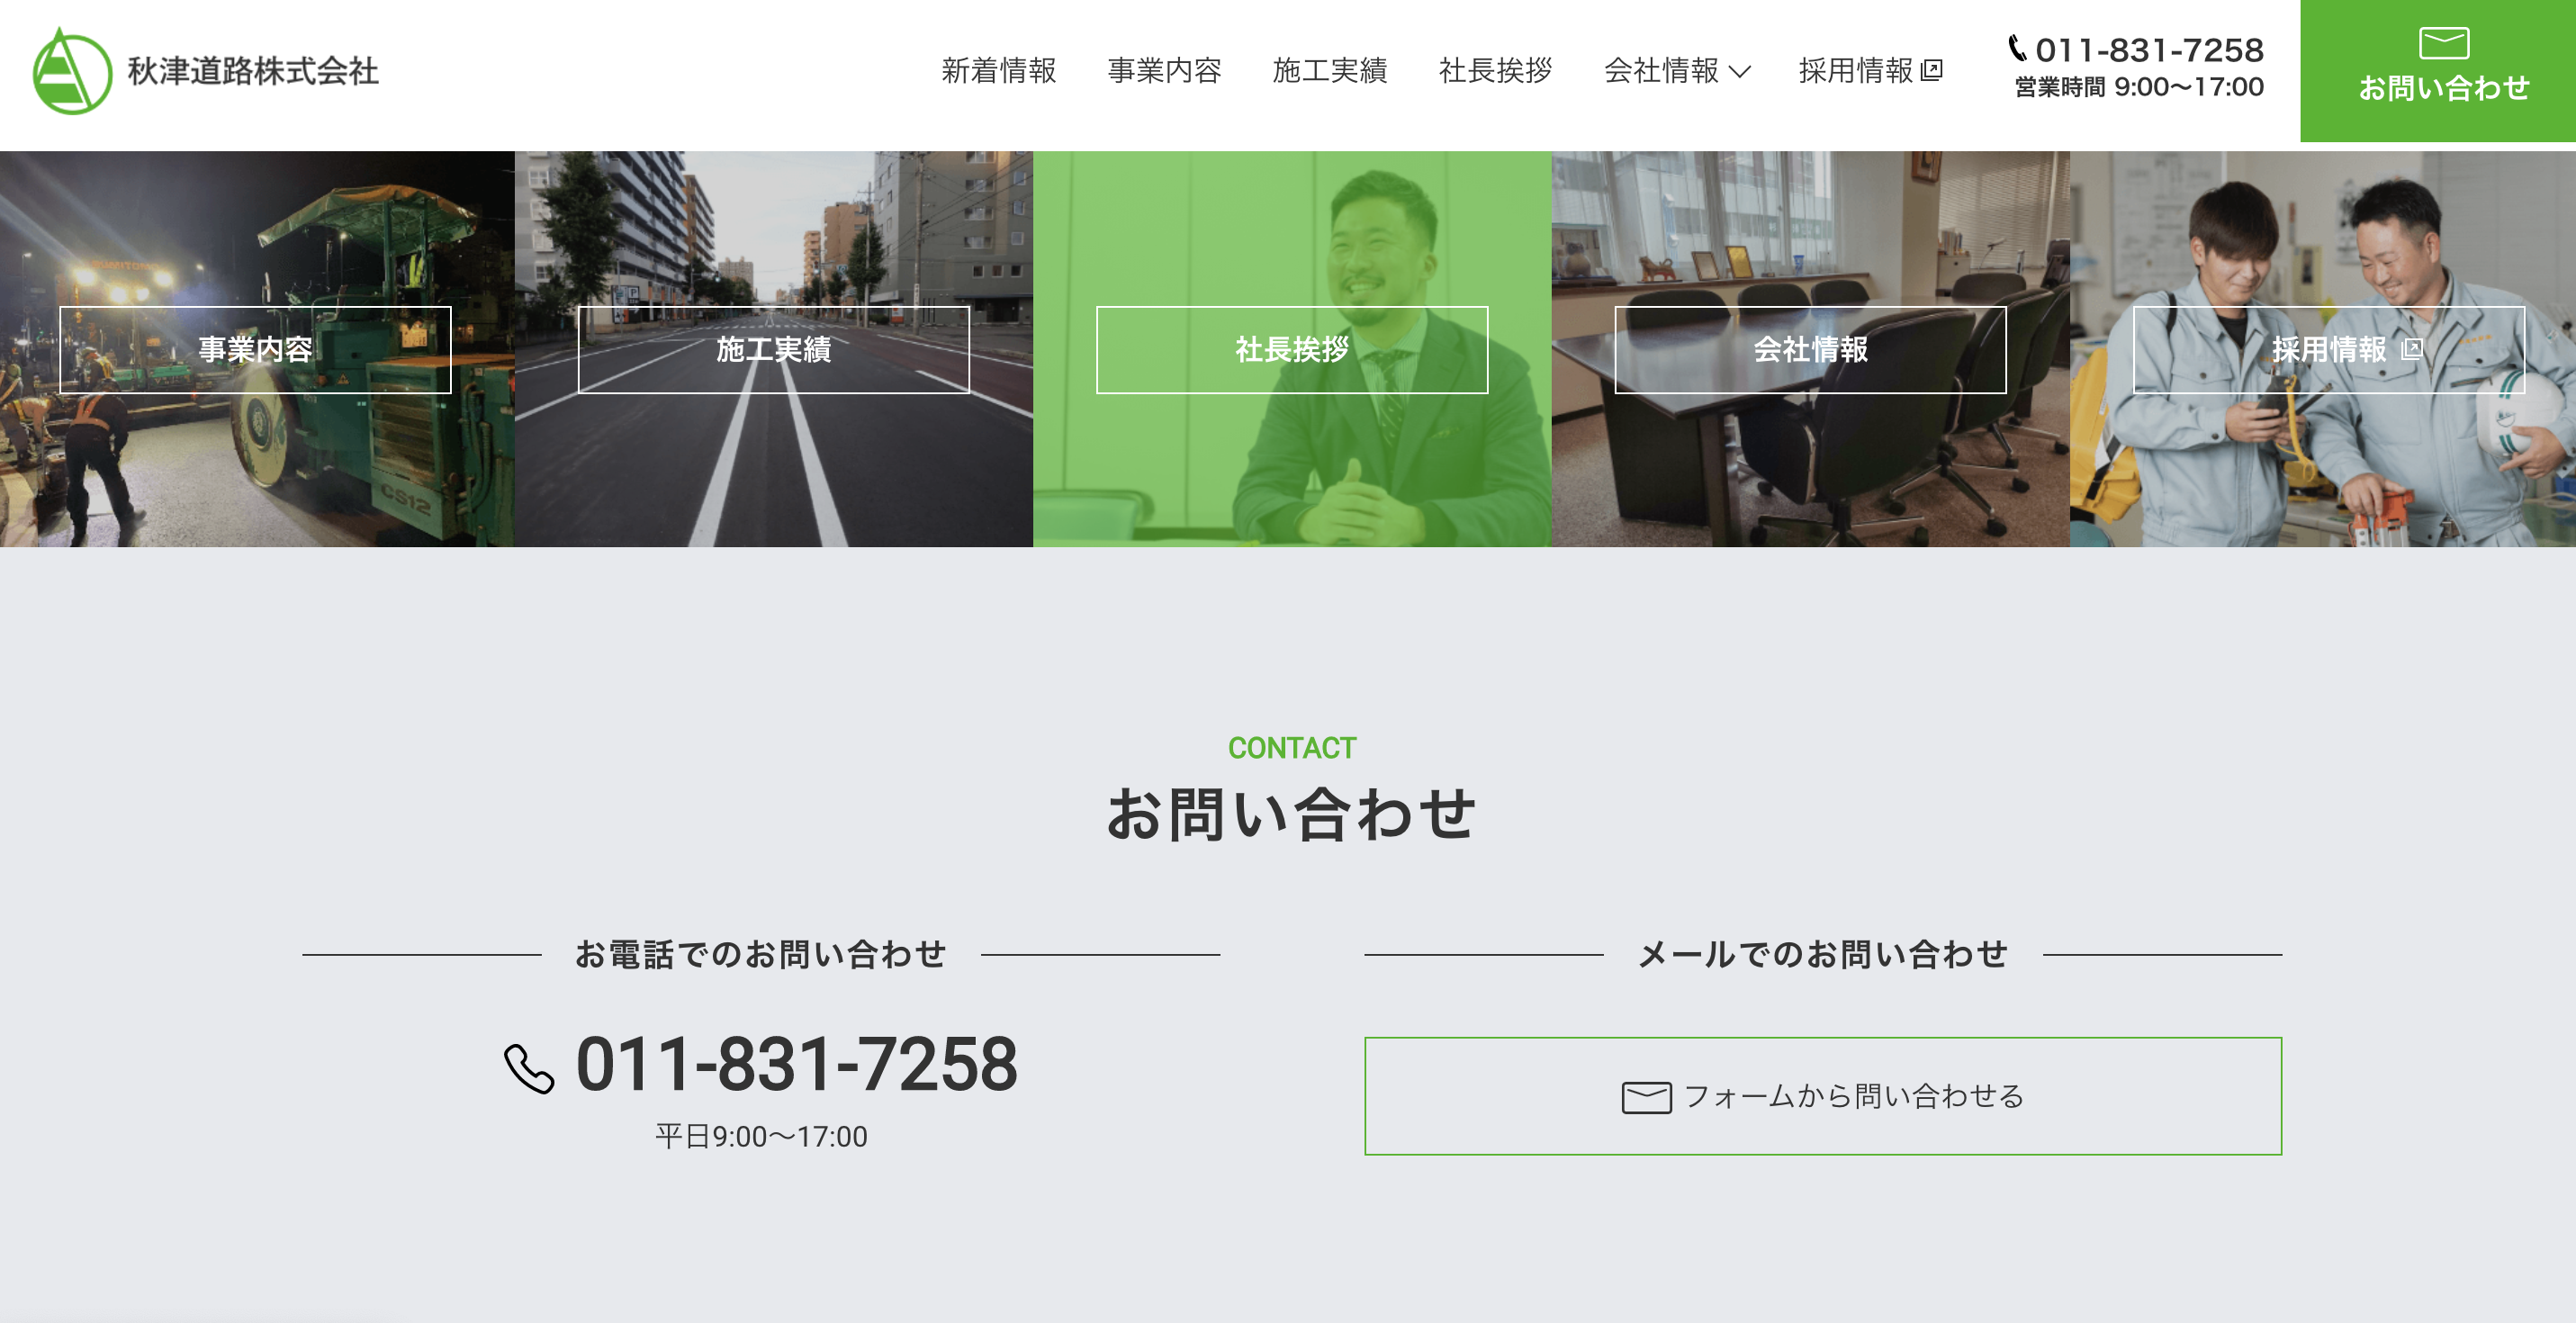 秋津道路株式会社
新着情報 事業内容 施工実績 社長挨拶 会社情報 採用情報
011-831-7258
営業時間 9:00〜17:00
お問い合わせ
事業内容 施工実績 社長挨拶 会社情報 採用情報
CS12
CONTACT
お問い合わせ
お電話でのお問い合わせ
011-831-7258
平日9:00〜17:00
メールでのお問い合わせ
フォームから問い合わせる